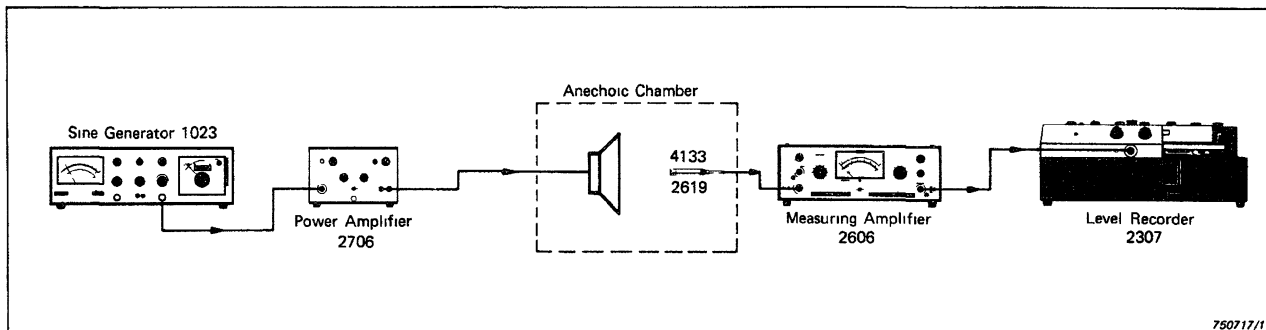 Anechoic Chamber
Sine Generator 1023
4133
2619
Power Amplifier
2706
Measuring Amplifier
2606
Level Recorder
2307
750717/1